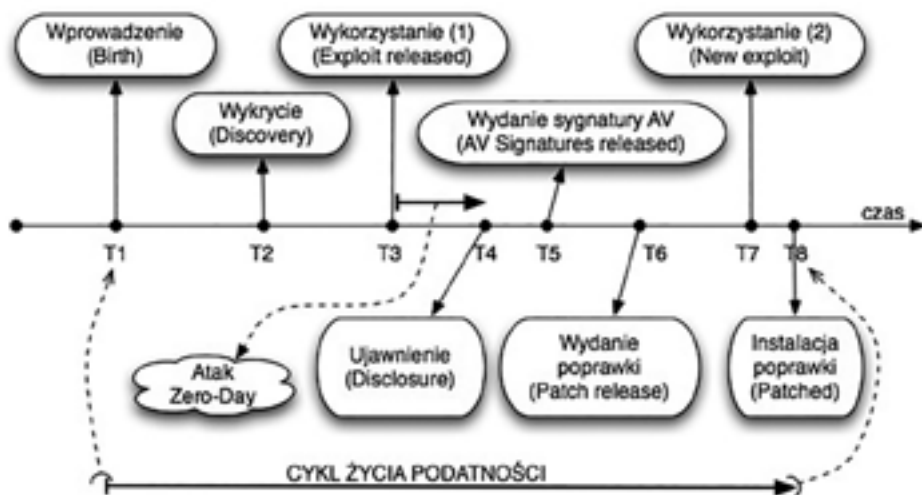 Wprowadzenie
(Birth)
Wykorzystanie (1)
(Exploit released)
Wykorzystanie (2)
(New exploit)
Wykrycie
(Discovery)
Wydanie sygnatury AV
(AV Signatures released)
czas
T1
T2
T3
T4
T5
T6
T7
T8
Atak
Zero-Day
Ujawnienie
(Disclosure)
Wydanie
poprawki
(Patch release)
Instalacja
poprawki
(Patched)
CYKL ŻYCIA PODATNOŚCI